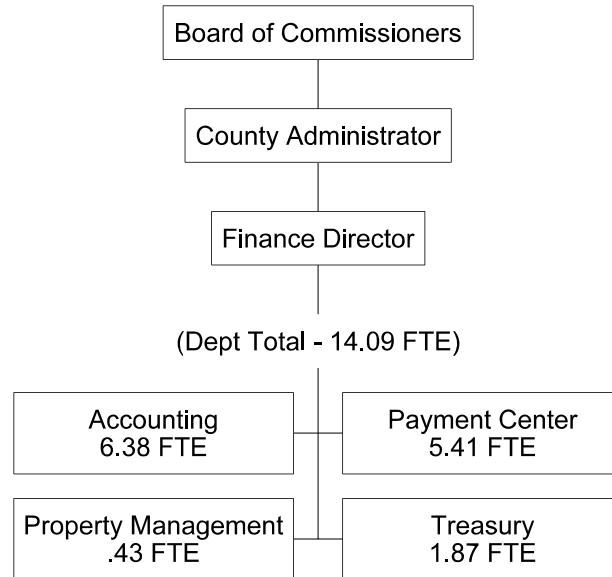 Board of Commissioners
County Administrator
Finance Director
(Dept Total - 14.09 FTE)
Accounting
6.38 FTE
Payment Center
5.41 FTE
Property Management
.43 FTE
Treasury
1.87 FTE